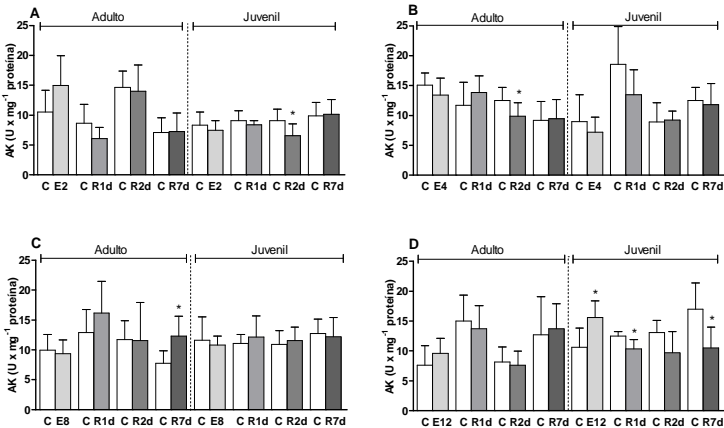 A
Adulto
Juvenil
AK (U x mg⁻¹ proteína)
25
20
15
10
5
0
*
C E2 C R1d C R2d C R7d C E2 C R1d C R2d C R7d
B
Adulto
Juvenil
AK (U x mg⁻¹ proteína)
25
20
15
10
5
0
*
C E4 C R1d C R2d C R7d C E4 C R1d C R2d C R7d
C
Adulto
Juvenil
AK (U x mg⁻¹ proteína)
25
20
15
10
5
0
*
C E8 C R1d C R2d C R7d C E8 C R1d C R2d C R7d
D
Adulto
Juvenil
AK (U x mg⁻¹ proteína)
25
20
15
10
5
0
* * *
C E12 C R1d C R2d C R7d C E12 C R1d C R2d C R7d